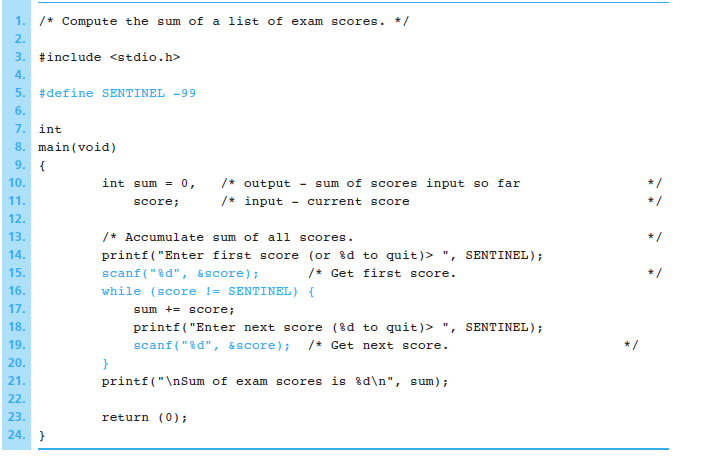 1. /* Compute the sum of a list of exam scores. */
2.
3. #include <stdio.h>
4.
5. #define SENTINEL -99
6.
7. int
8. main(void)
9. {
10. int sum = 0, /* output - sum of scores input so far */
11. score; /* input - current score */
12.
13. /* Accumulate sum of all scores. */
14. printf("Enter first score (or %d to quit)> ", SENTINEL);
15. scanf("%d", &score); /* Get first score. */
16. while (score != SENTINEL) {
17. sum += score;
18. printf("Enter next score (%d to quit)> ", SENTINEL);
19. scanf("%d", &score); /* Get next score. */
20. }
21. printf("\nSum of exam scores is %d\n", sum);
22.
23. return (0);
24. }